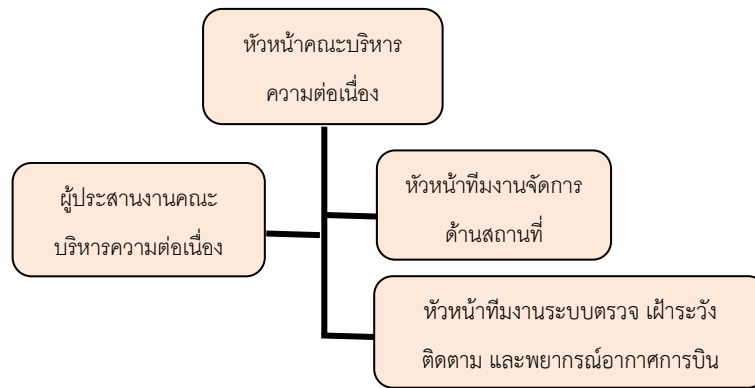 หัวหน้าคณะบริหาร
ความต่อเนื่อง
ผู้ประสานงานคณะ
บริหารความต่อเนื่อง
หัวหน้าทีมงานจัดการ
ด้านสถานที่
หัวหน้าทีมงานระบบตรวจ เฝ้าระวัง
ติดตาม และพยากรณ์อากาศการบิน